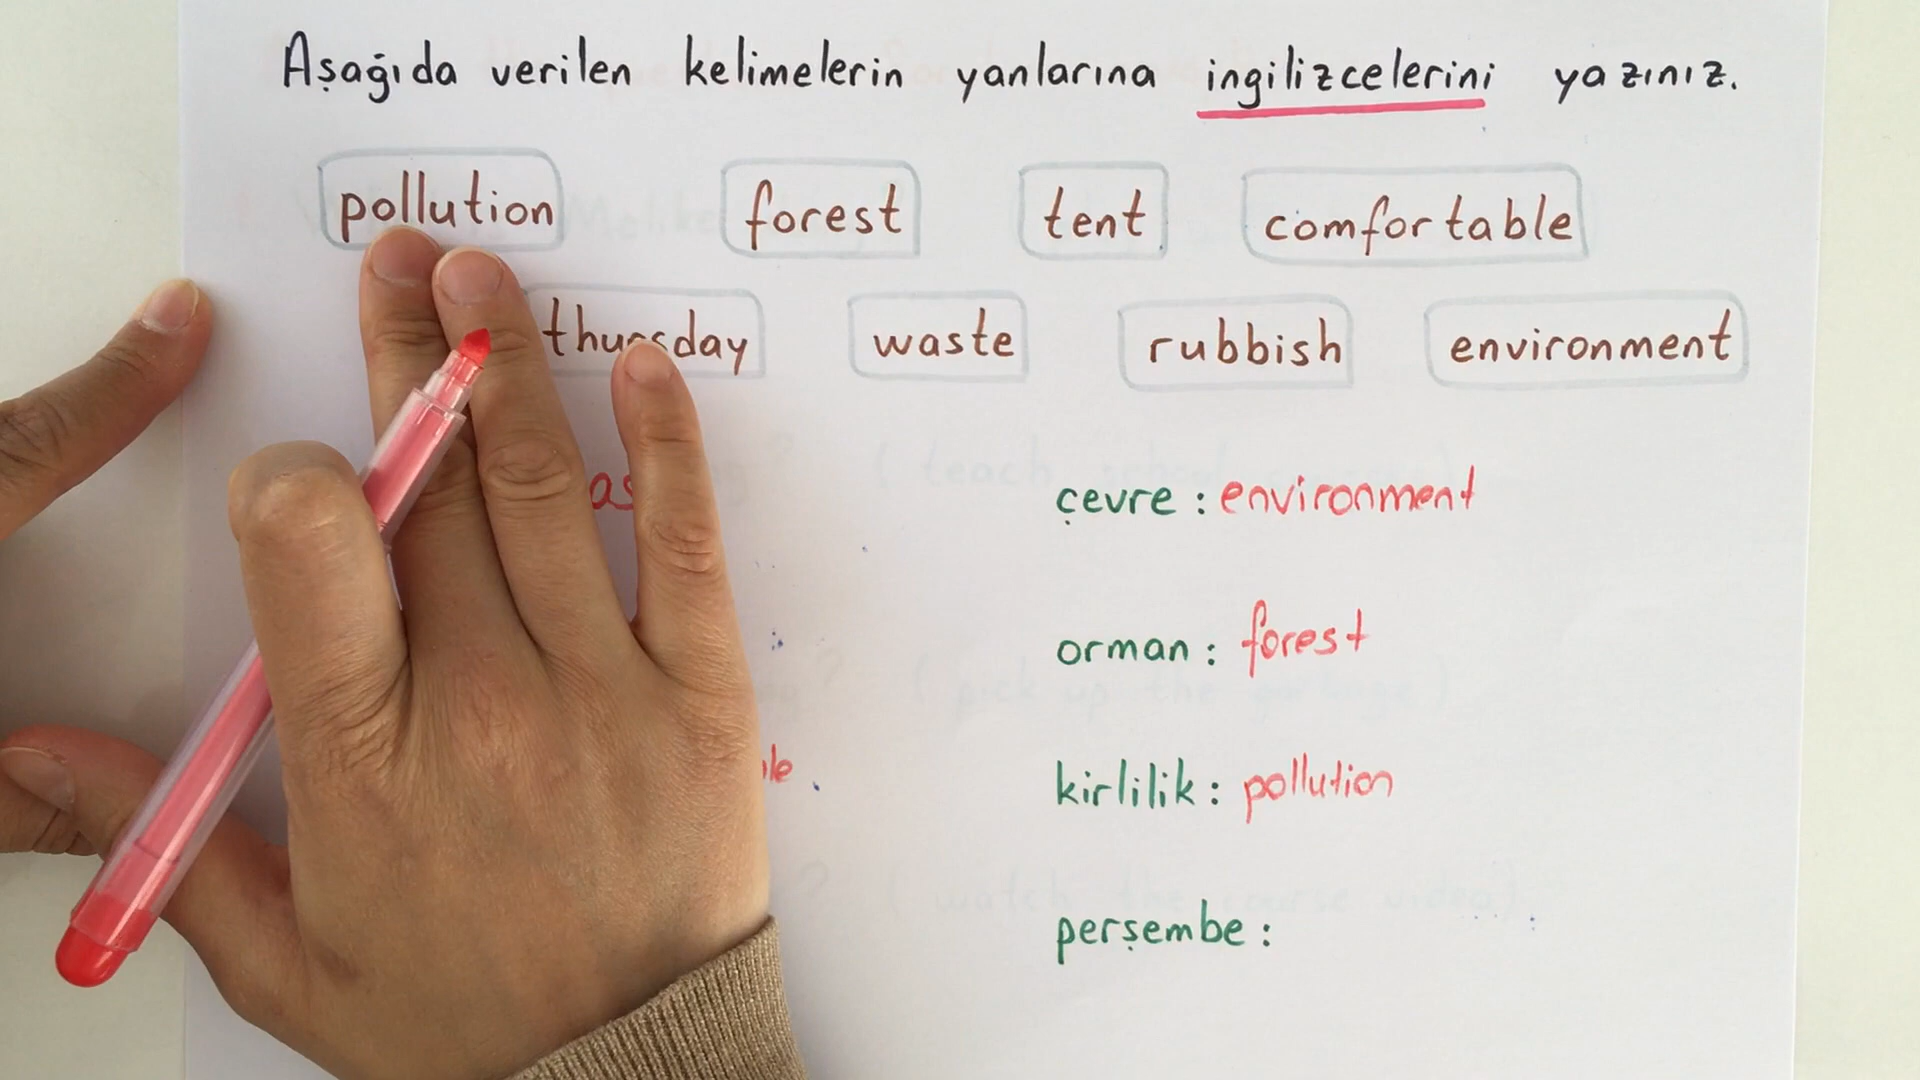 Aşağıda verilen kelimelerin yanlarına ingilizcelerini yazınız.
pollution forest tent comfortable
thursday waste rubbish environment
çevre : environment
orman : forest
kirlilik : pollution
perşembe :